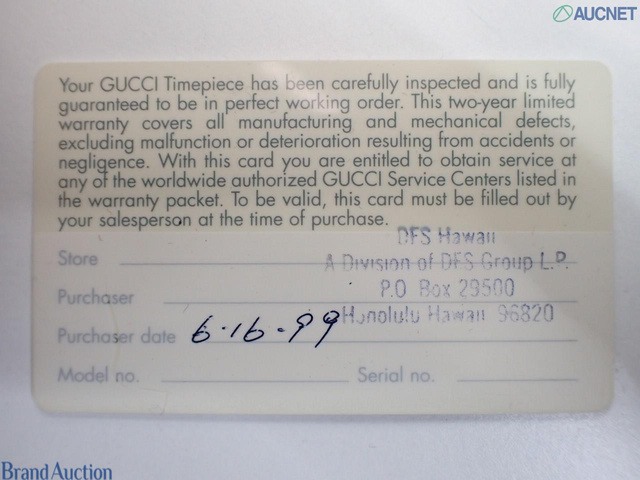 AUCNET
Your GUCCI Timepiece has been carefully inspected and is fully
guaranteed to be in perfect working order. This two-year limited
warranty covers all manufacturing and mechanical defects,
excluding malfunction or deterioration resulting from accidents or
negligence. With this card you are entitled to obtain service at
any of the worldwide authorized GUCCI Service Centers listed in
the warranty packet. To be valid, this card must be filled out by
your salesperson at the time of purchase.
DFS Hawaii
Store
A Division of DFS Group L.P.
P.O. Box 29500
Purchaser
Honolulu Hawaii 96820
Purchaser date 6·16·99
Model no. Serial no.
Brand Auction